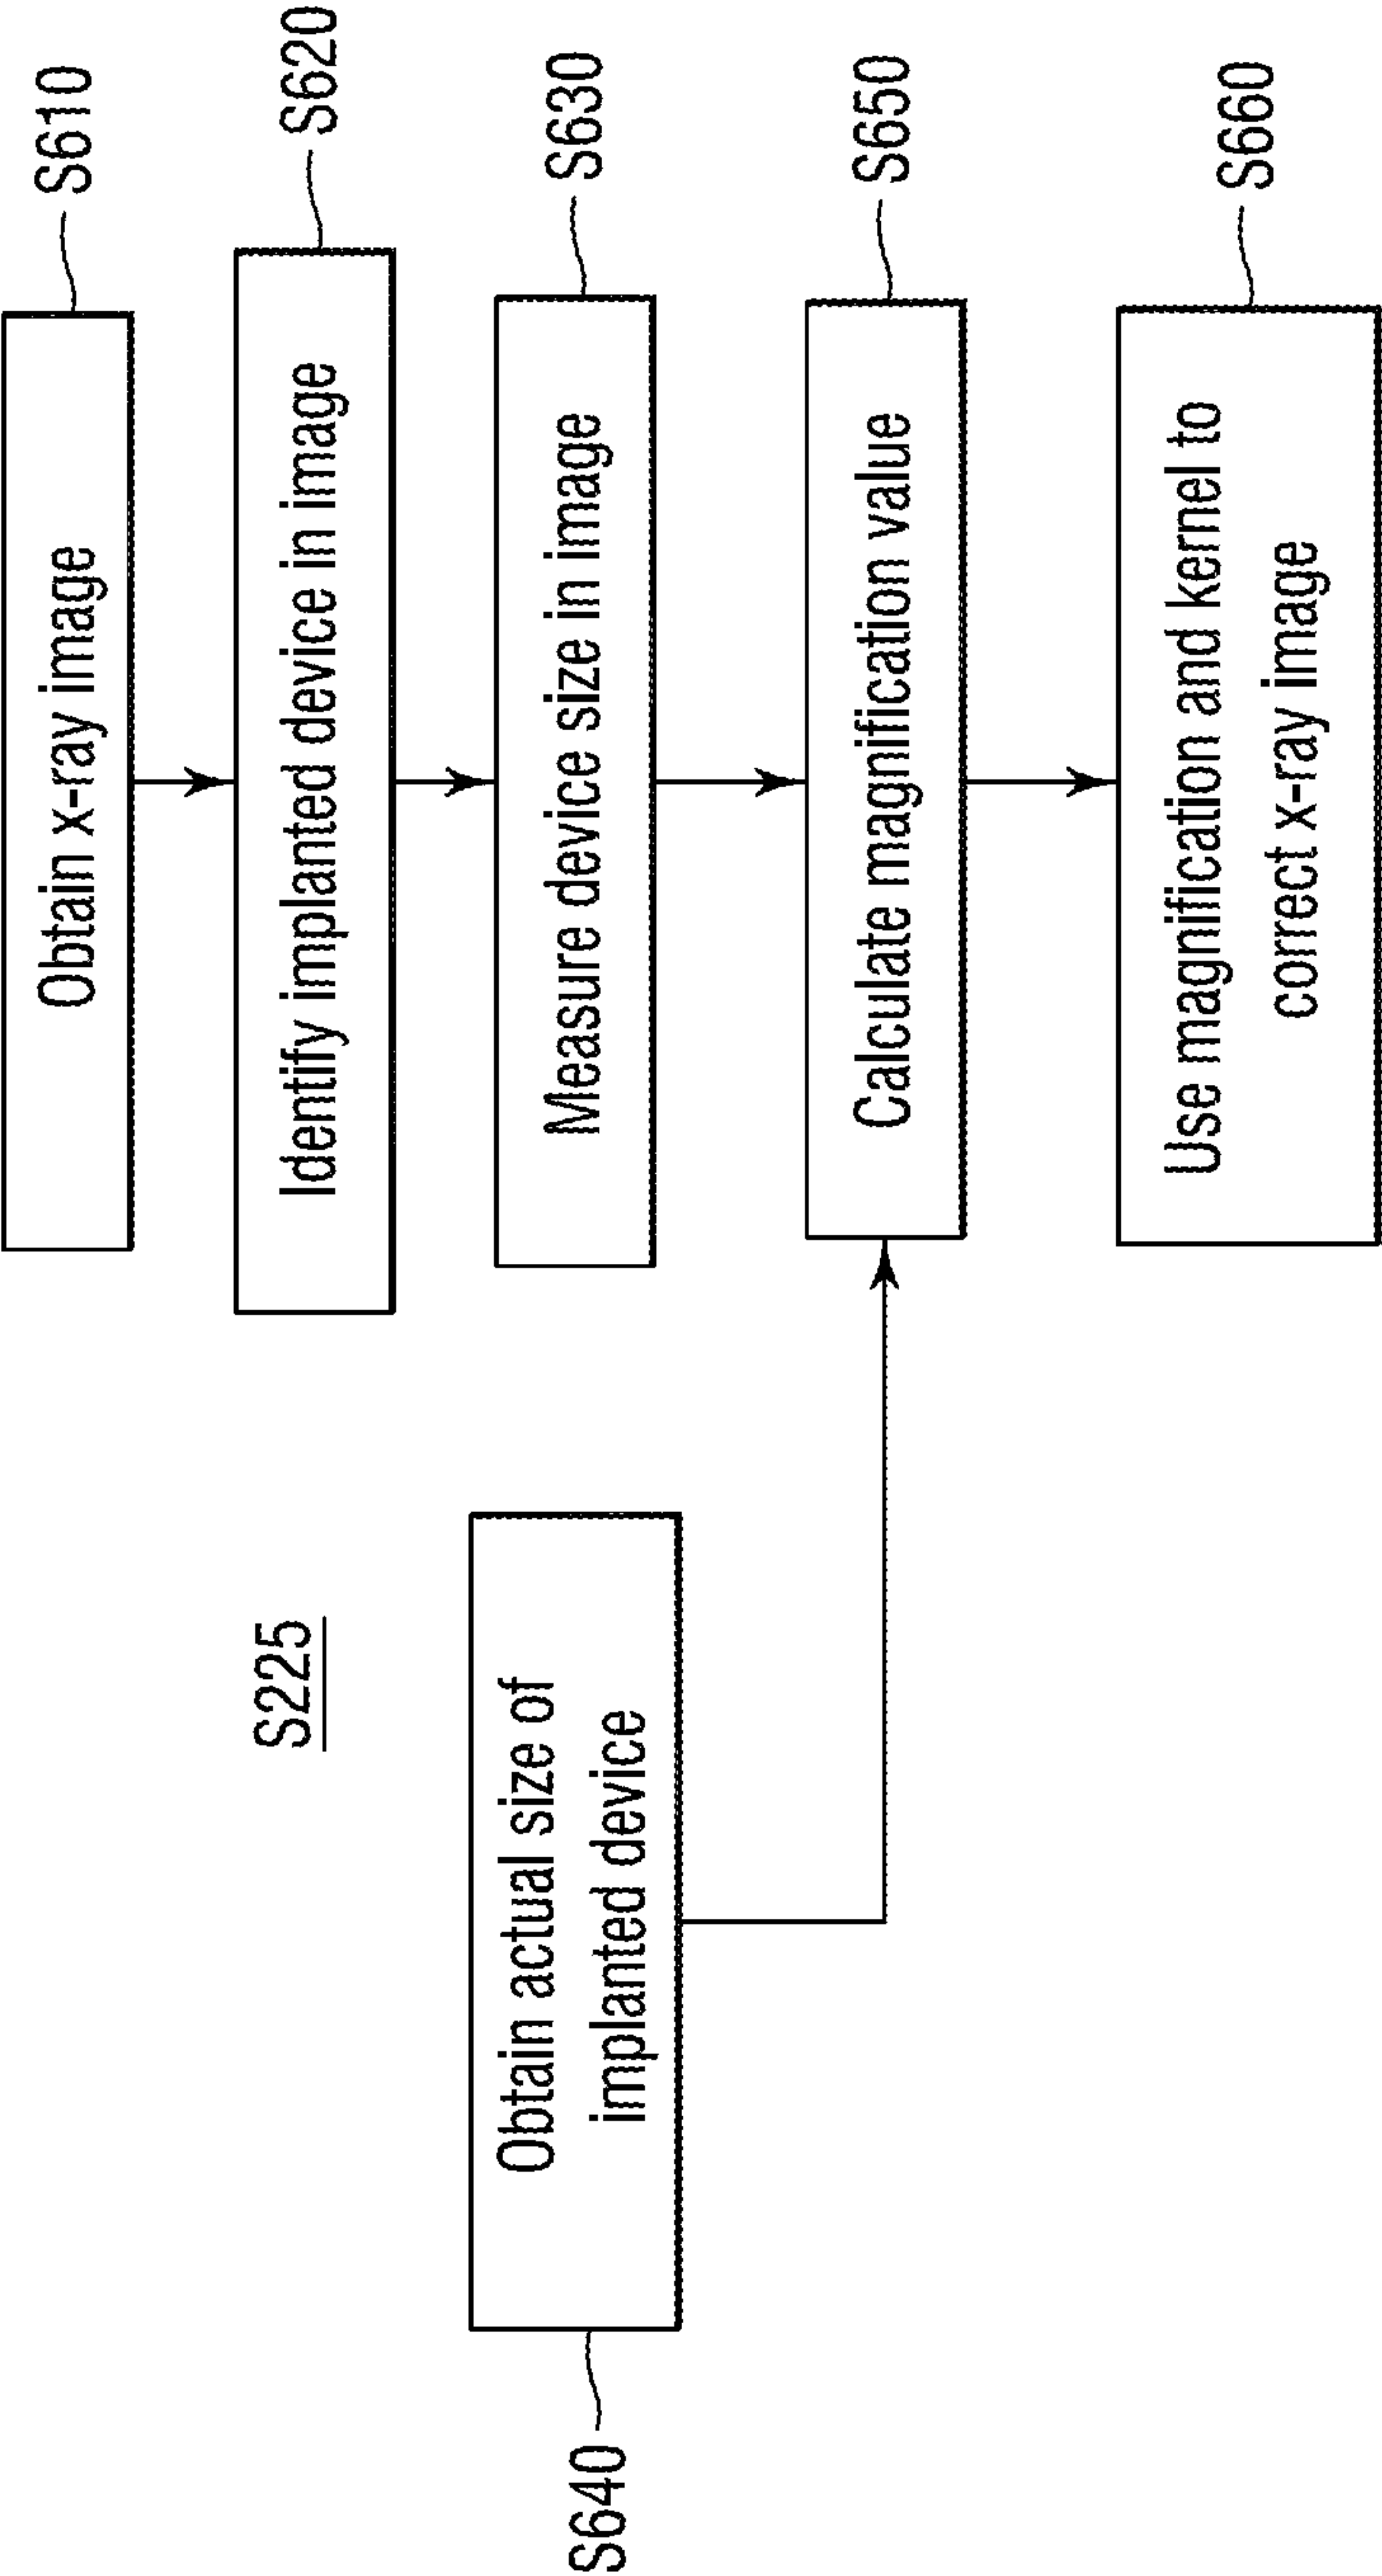 S225
Obtain x-ray image
S610
Identify implanted device in image
S620
Measure device size in image
S630
Obtain actual size of
implanted device
S640
Calculate magnification value
S650
Use magnification and kernel to
correct x-ray image
S660